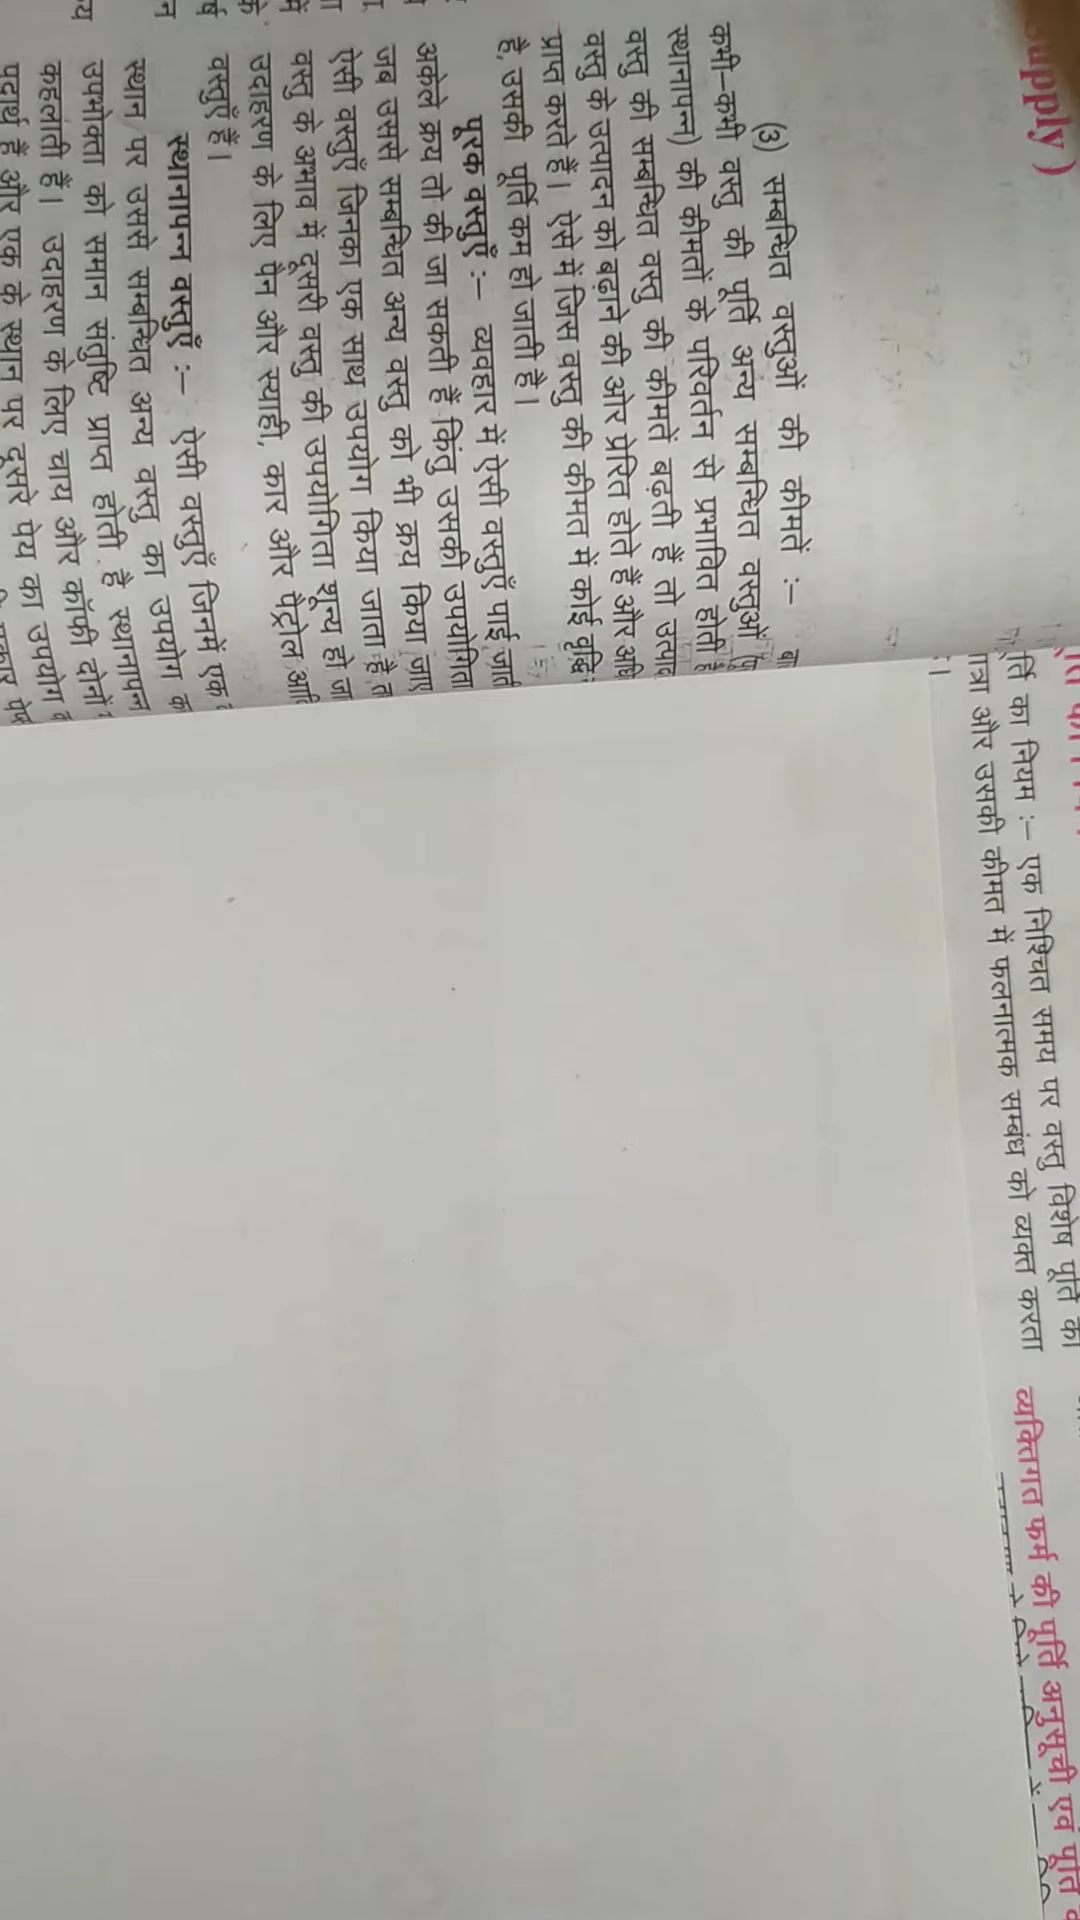 upply )
(3) सम्बन्धित वस्तुओं की कीमतें :–
कभी–कभी वस्तु की पूर्ति अन्य सम्बन्धित वस्तुओं
स्थानापन्न) की कीमतों के परिवर्तन से प्रभावित होती है
वस्तु की सम्बन्धित वस्तु की कीमतें बढ़ती हैं तो
वस्तु के उत्पादन को बढ़ाने की ओर प्रेरित होते हैं और
प्राप्त करते हैं। ऐसे में जिस वस्तु की कीमत में कोई वृद्धि
है, उसकी पूर्ति कम हो जाती है।
पूरक वस्तुएँ :– व्यवहार में ऐसी वस्तुएँ पाई
अकेले क्रय तो की जा सकती हैं किंतु उसकी
जब उससे सम्बन्धित अन्य वस्तु को भी क्रय किया जाए
ऐसी वस्तुएँ जिनका एक साथ उपयोग किया जाता है
वस्तु के अभाव में दूसरी वस्तु की उपयोगिता शून्य हो
उदाहरण के लिए पैन और स्याही, कार और पैट्रोल
वस्तुएँ हैं।
स्थानापन्न वस्तुएँ :– ऐसी वस्तुएँ जिनमें एक
स्थान पर उससे सम्बन्धित अन्य वस्तु का उपयोग
उपभोक्ता को समान संतुष्टि प्राप्त होती है स्थानापन्न
कहलाती हैं। उदाहरण के लिए चाय और कॉफी दोनों
पदार्थ हैं और एक के स्थान पर दूसरे पेय का उपयोग
र्ति का नियम :– एक निश्चित समय पर वस्तु विशेष पूर्ति की
मात्रा और उसकी कीमत में फलनात्मक सम्बंध को व्यक्त करता
व्यक्तिगत फर्म की पूर्ति अनुसूची एवं पूर्ति